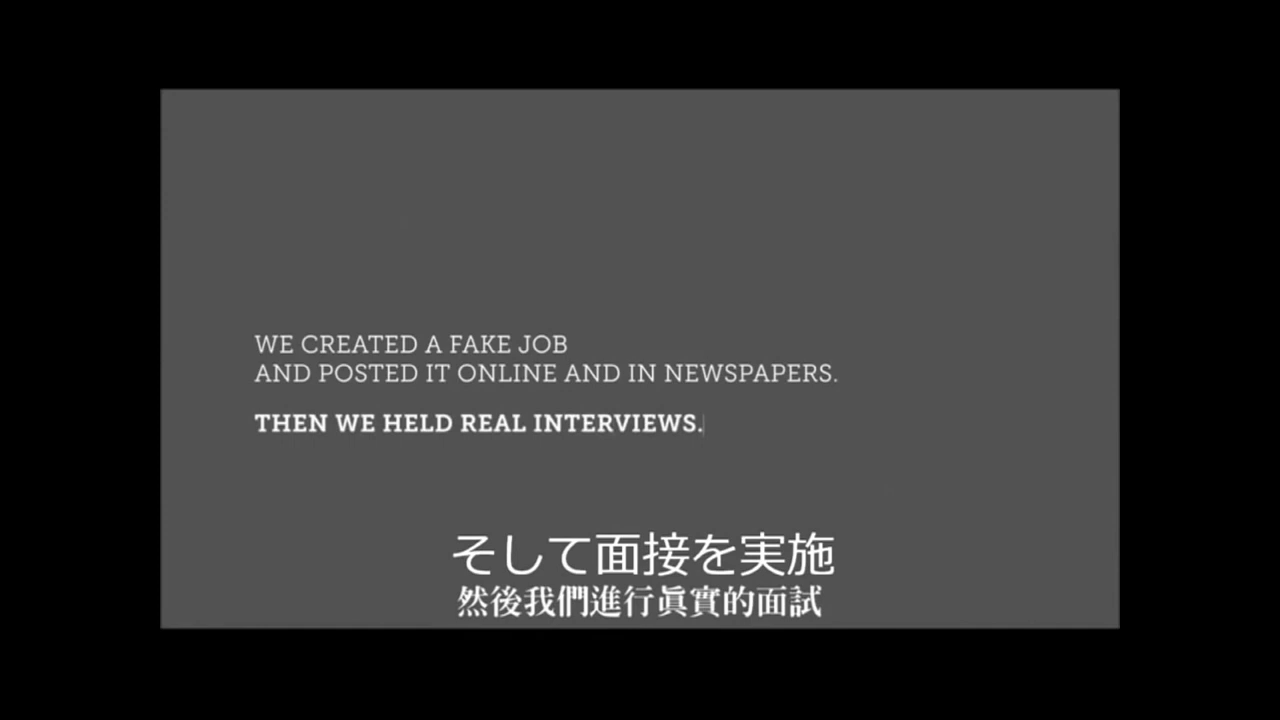 WE CREATED A FAKE JOB
AND POSTED IT ONLINE AND IN NEWSPAPERS.
THEN WE HELD REAL INTERVIEWS.
そして面接を実施
然後我們進行眞實的面試